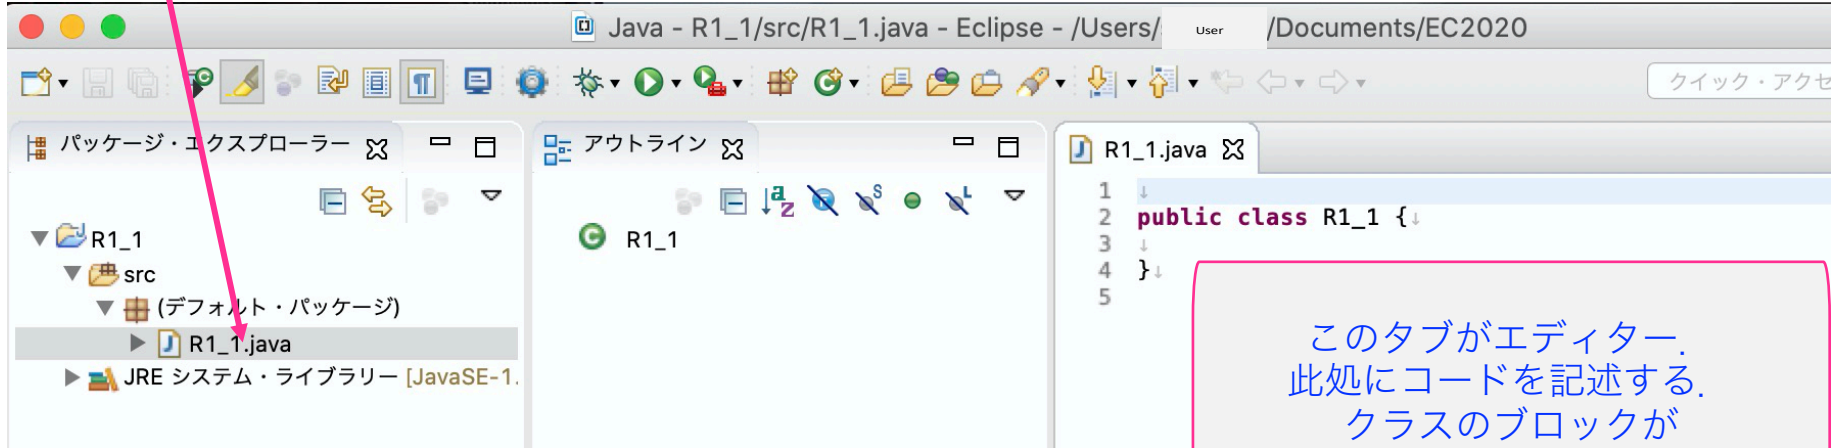 Java - R1_1/src/R1_1.java - Eclipse - /Users/ User /Documents/EC2020
クイック・アクセ
パッケージ・エクスプローラー
R1_1
src
(デフォルト・パッケージ)
R1_1.java
JRE システム・ライブラリー [JavaSE-1.
アウトライン
R1_1
R1_1.java
1 ↓
2 public class R1_1 {↓
3 ↓
4 }↓
5
このタブがエディター.
此処にコードを記述する.
クラスのブロックが